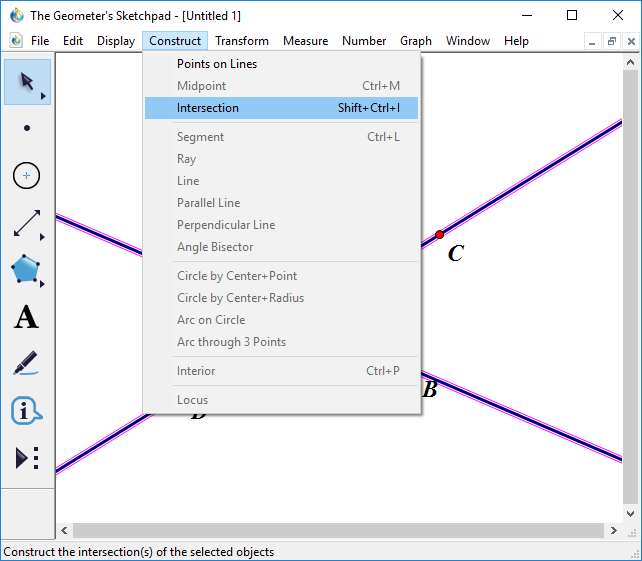 The Geometer's Sketchpad - [Untitled 1]
File Edit Display Construct Transform Measure Number Graph Window Help
Points on Lines
Midpoint Ctrl+M
Intersection Shift+Ctrl+I
Segment Ctrl+L
Ray
Line
Parallel Line
Perpendicular Line
Angle Bisector
Circle by Center+Point
Circle by Center+Radius
Arc on Circle
Arc through 3 Points
Interior Ctrl+P
Locus
C
B
A
Construct the intersection(s) of the selected objects